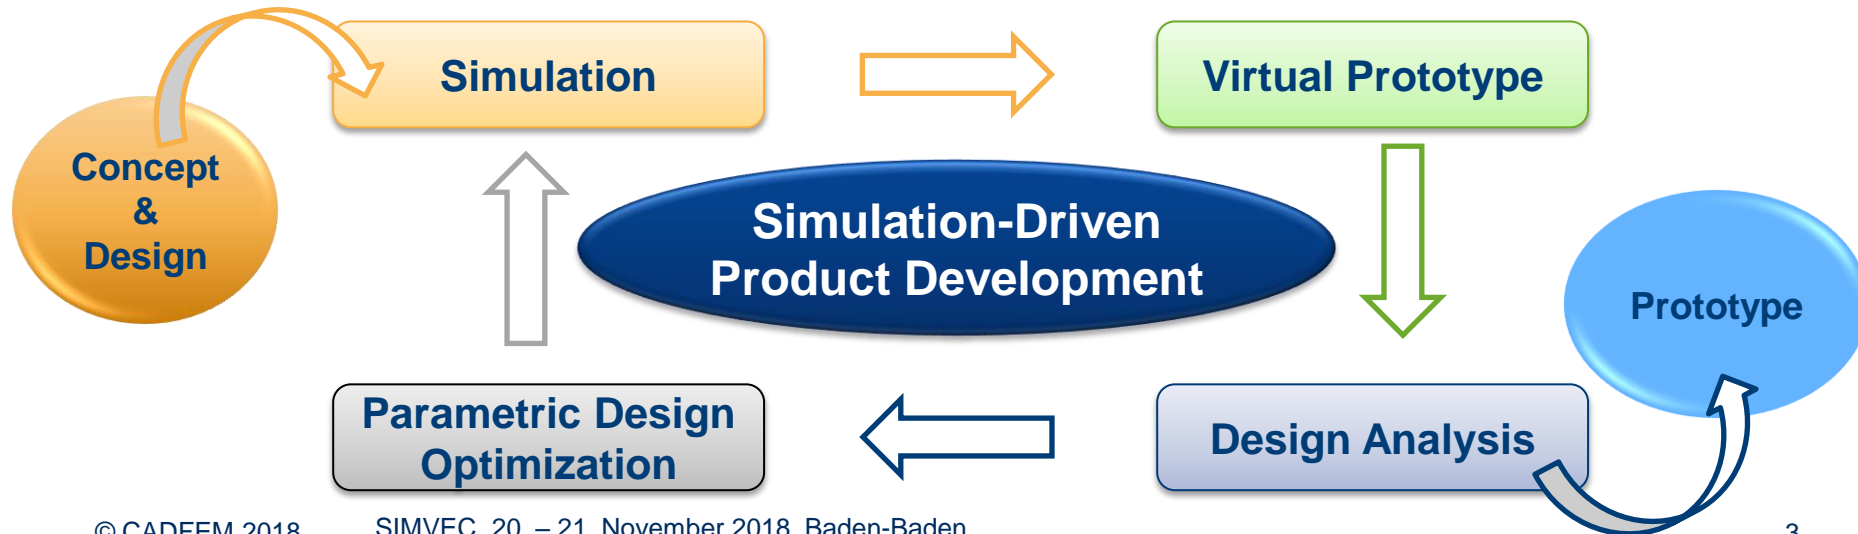 Simulation
Virtual Prototype
Concept
&
Design
Simulation-Driven
Product Development
Prototype
Parametric Design
Optimization
Design Analysis
© CADFEM 2018
SIMVEC, 20. – 21. November 2018, Baden-Baden
3